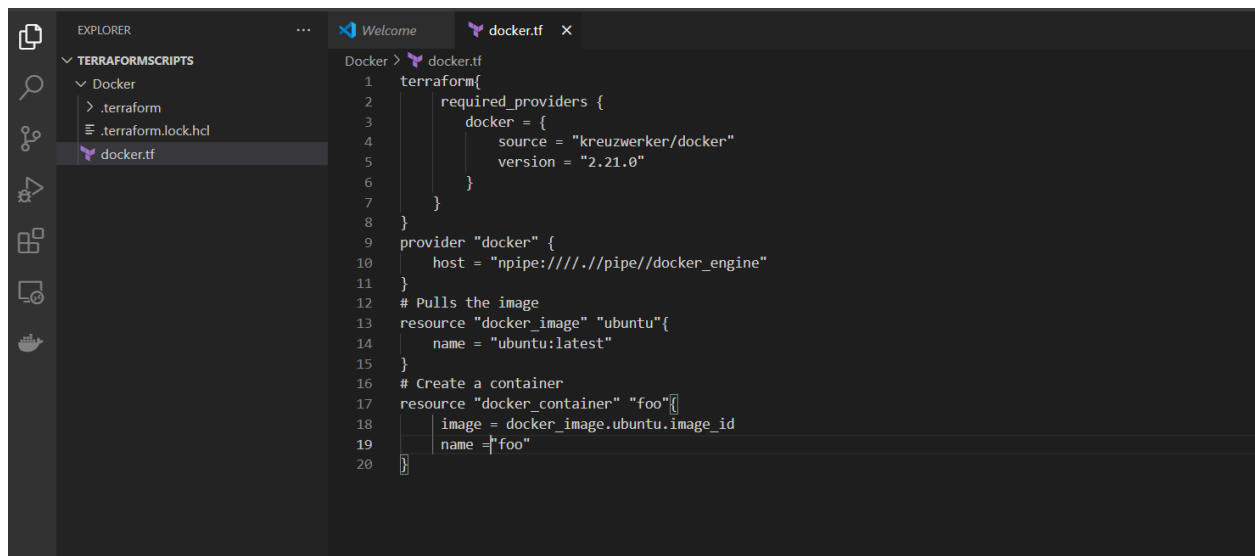 EXPLORER ···
TERRAFORMSCRIPTS
Docker
.terraform
.terraform.lock.hcl
docker.tf
Welcome docker.tf
Docker > docker.tf
1 terraform{
2 required_providers {
3 docker = {
4 source = "kreuzwerker/docker"
5 version = "2.21.0"
6 }
7 }
8 }
9 provider "docker" {
10 host = "npipe:////.//pipe//docker_engine"
11 }
12 # Pulls the image
13 resource "docker_image" "ubuntu"{
14 name = "ubuntu:latest"
15 }
16 # Create a container
17 resource "docker_container" "foo"{
18 image = docker_image.ubuntu.image_id
19 name ="foo"
20 }